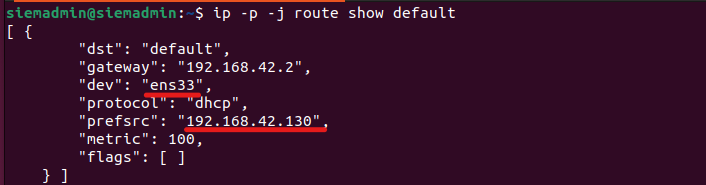 siemadmin@siemadmin:~$ ip -p -j route show default
[ {
        "dst": "default",
        "gateway": "192.168.42.2",
        "dev": "ens33",
        "protocol": "dhcp",
        "prefsrc": "192.168.42.130",
        "metric": 100,
        "flags": [ ]
    } ]